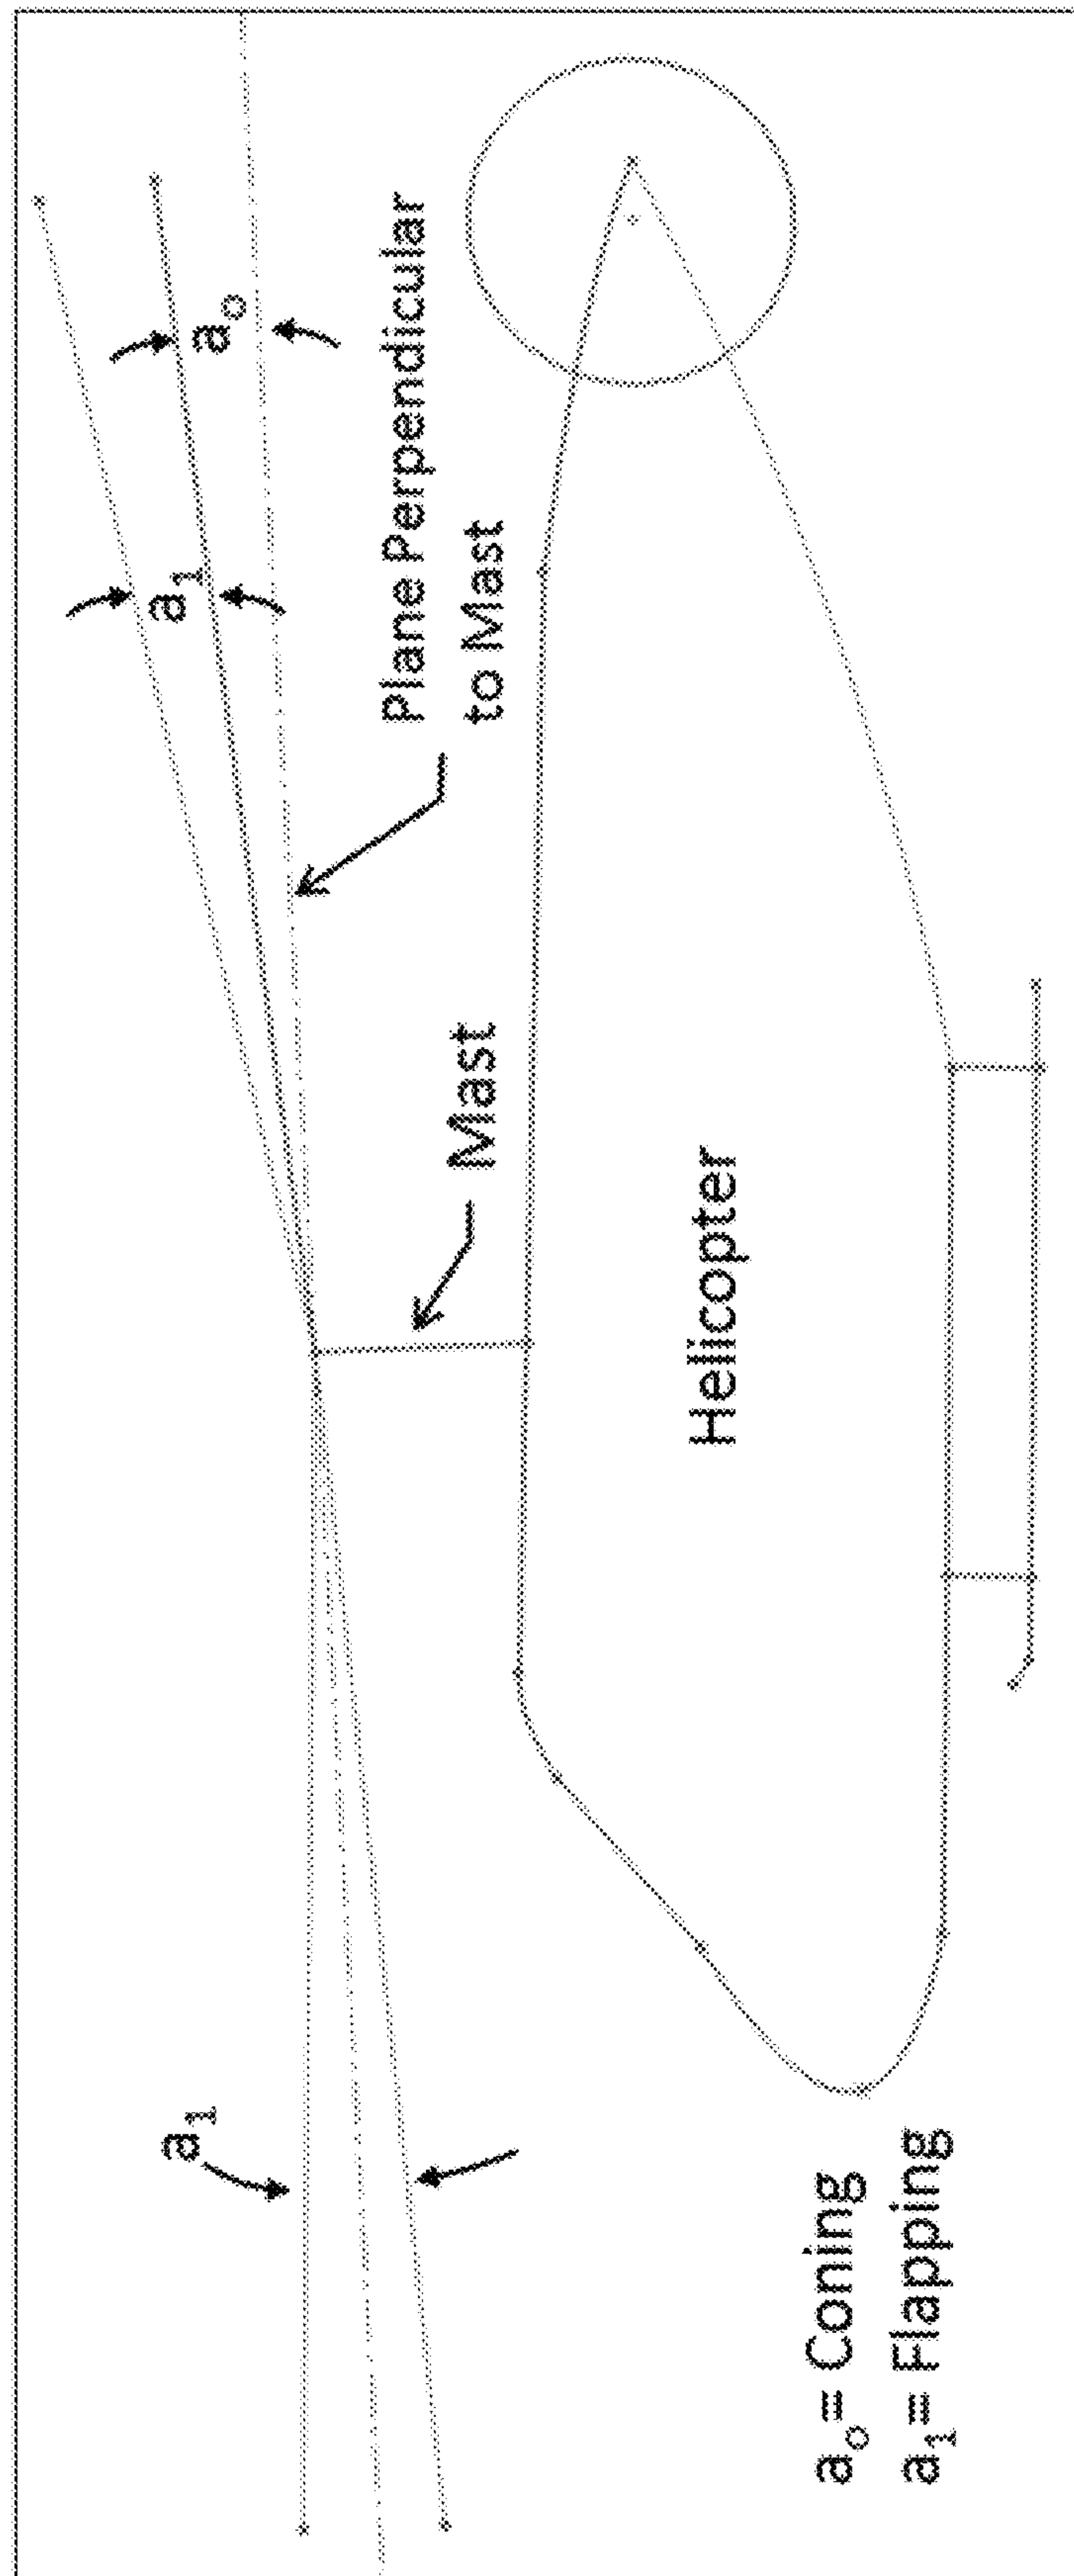 a₁
a₁
a₀
Plane Perpendicular
to Mast
Mast
Helicopter
a₀ = Coning
a₁ = Flapping